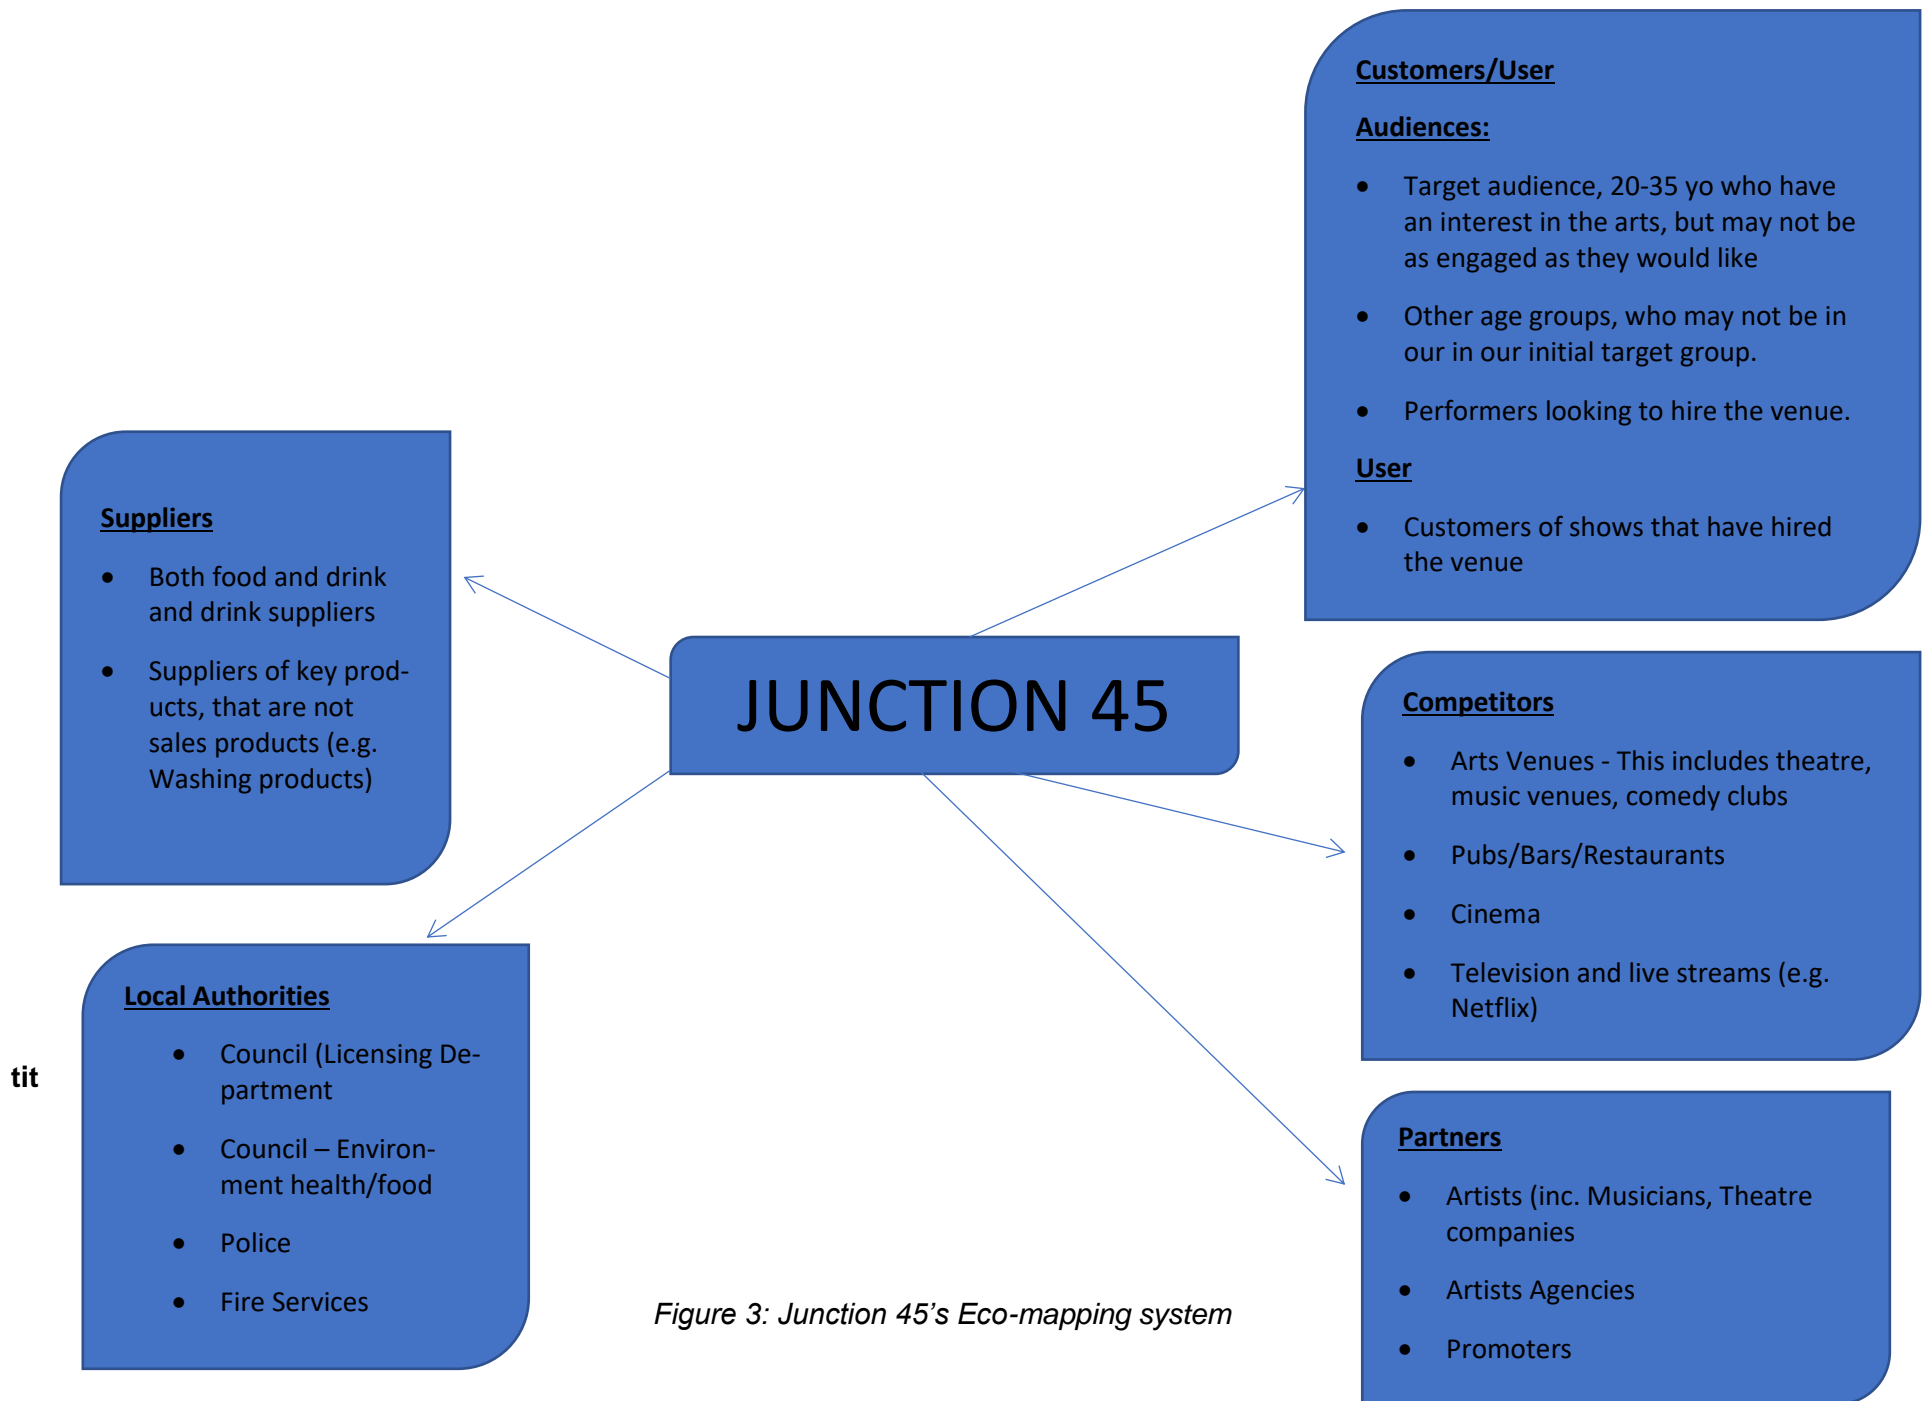 Customers/User
Audiences:
• Target audience, 20-35 yo who have
an interest in the arts, but may not be
as engaged as they would like
• Other age groups, who may not be in
our in our initial target group.
• Performers looking to hire the venue.
User
• Customers of shows that have hired
the venue
Suppliers
• Both food and drink
and drink suppliers
• Suppliers of key prod-
ucts, that are not
sales products (e.g.
Washing products)
JUNCTION 45
Competitors
• Arts Venues - This includes theatre,
music venues, comedy clubs
• Pubs/Bars/Restaurants
• Cinema
• Television and live streams (e.g.
Netflix)
Local Authorities
• Council (Licensing De-
partment
• Council – Environ-
ment health/food
• Police
• Fire Services
tit
Partners
• Artists (inc. Musicians, Theatre
companies
• Artists Agencies
• Promoters
Figure 3: Junction 45’s Eco-mapping system